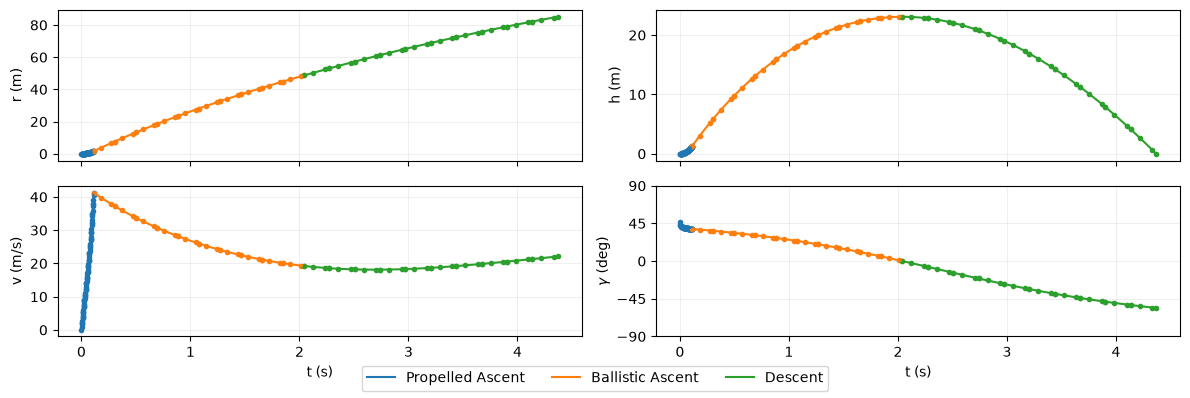 r (m)
80
60
40
20
0
h (m)
20
10
0
v (m/s)
40
30
20
10
0
0 1 2 3 4
t (s)
γ (deg)
90
45
0
−45
−90
0 1 2 3 4
t (s)
Propelled Ascent Ballistic Ascent Descent